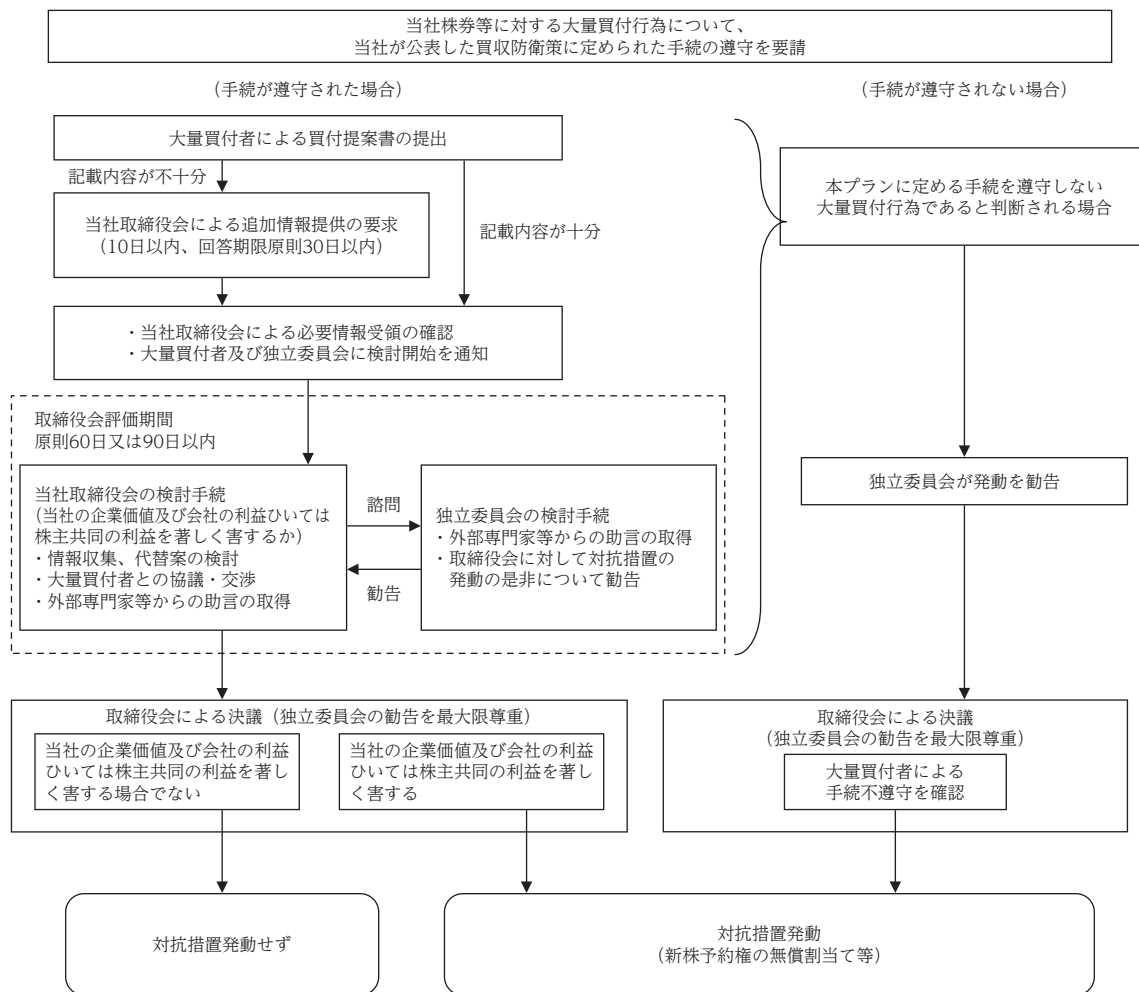 当社株券等に対する大量買付行為について、
当社が公表した買収防衛策に定められた手続の遵守を要請
（手続が遵守された場合）
（手続が遵守されない場合）
大量買付者による買付提案書の提出
記載内容が不十分
当社取締役会による追加情報提供の要求
（10日以内、回答期限原則30日以内）
記載内容が十分
・当社取締役会による必要情報受領の確認
・大量買付者及び独立委員会に検討開始を通知
取締役会評価期間
原則60日又は90日以内
当社取締役会の検討手続
(当社の企業価値及び会社の利益ひいては
株主共同の利益を著しく害するか)
・情報収集、代替案の検討
・大量買付者との協議・交渉
・外部専門家等からの助言の取得
諮問
勧告
独立委員会の検討手続
・外部専門家等からの助言の取得
・取締役会に対して対抗措置の
発動の是非について勧告
本プランに定める手続を遵守しない
大量買付行為であると判断される場合
独立委員会が発動を勧告
取締役会による決議（独立委員会の勧告を最大限尊重）
当社の企業価値及び会社の利益
ひいては株主共同の利益を著し
く害する場合でない
当社の企業価値及び会社の利益
ひいては株主共同の利益を著し
く害する
取締役会による決議
(独立委員会の勧告を最大限尊重)
大量買付者による
手続不遵守を確認
対抗措置発動せず
対抗措置発動
（新株予約権の無償割当て等）